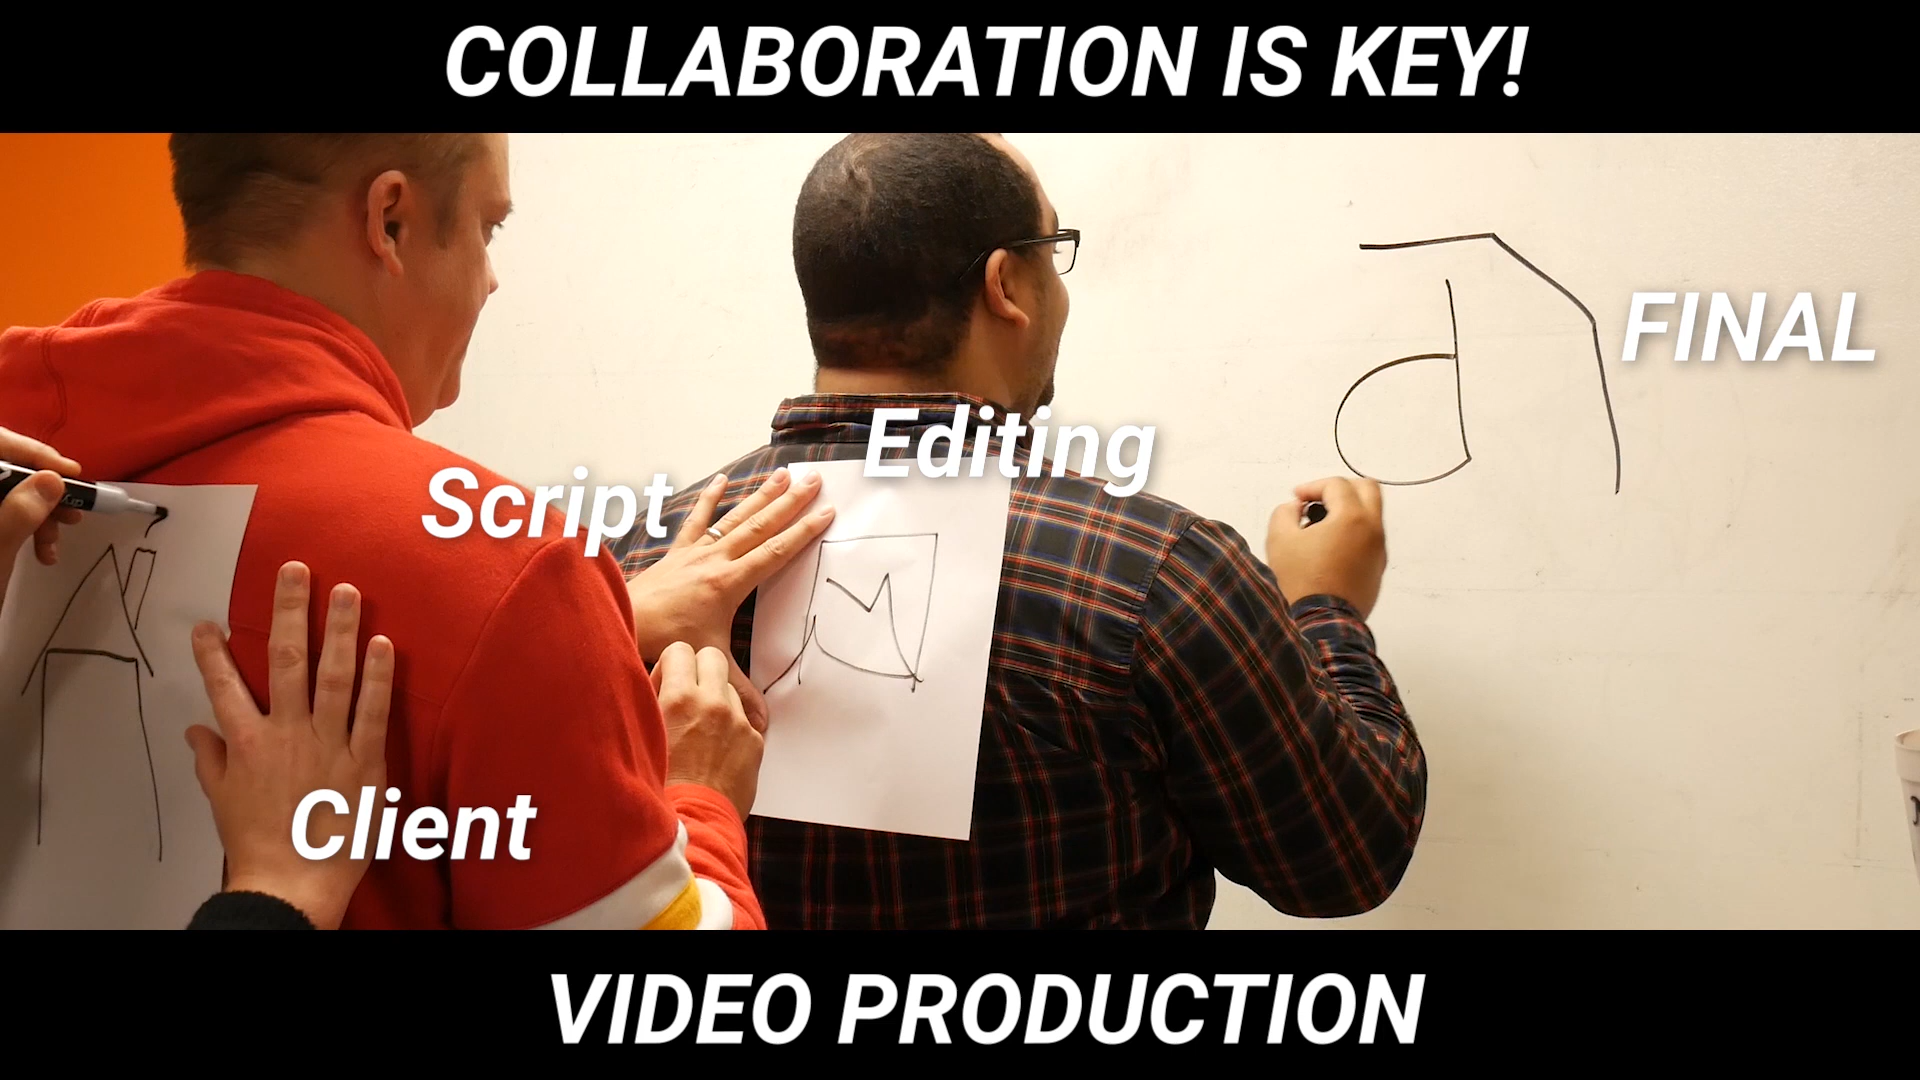 COLLABORATION IS KEY!
FINAL
Editing
Script
Client
VIDEO PRODUCTION